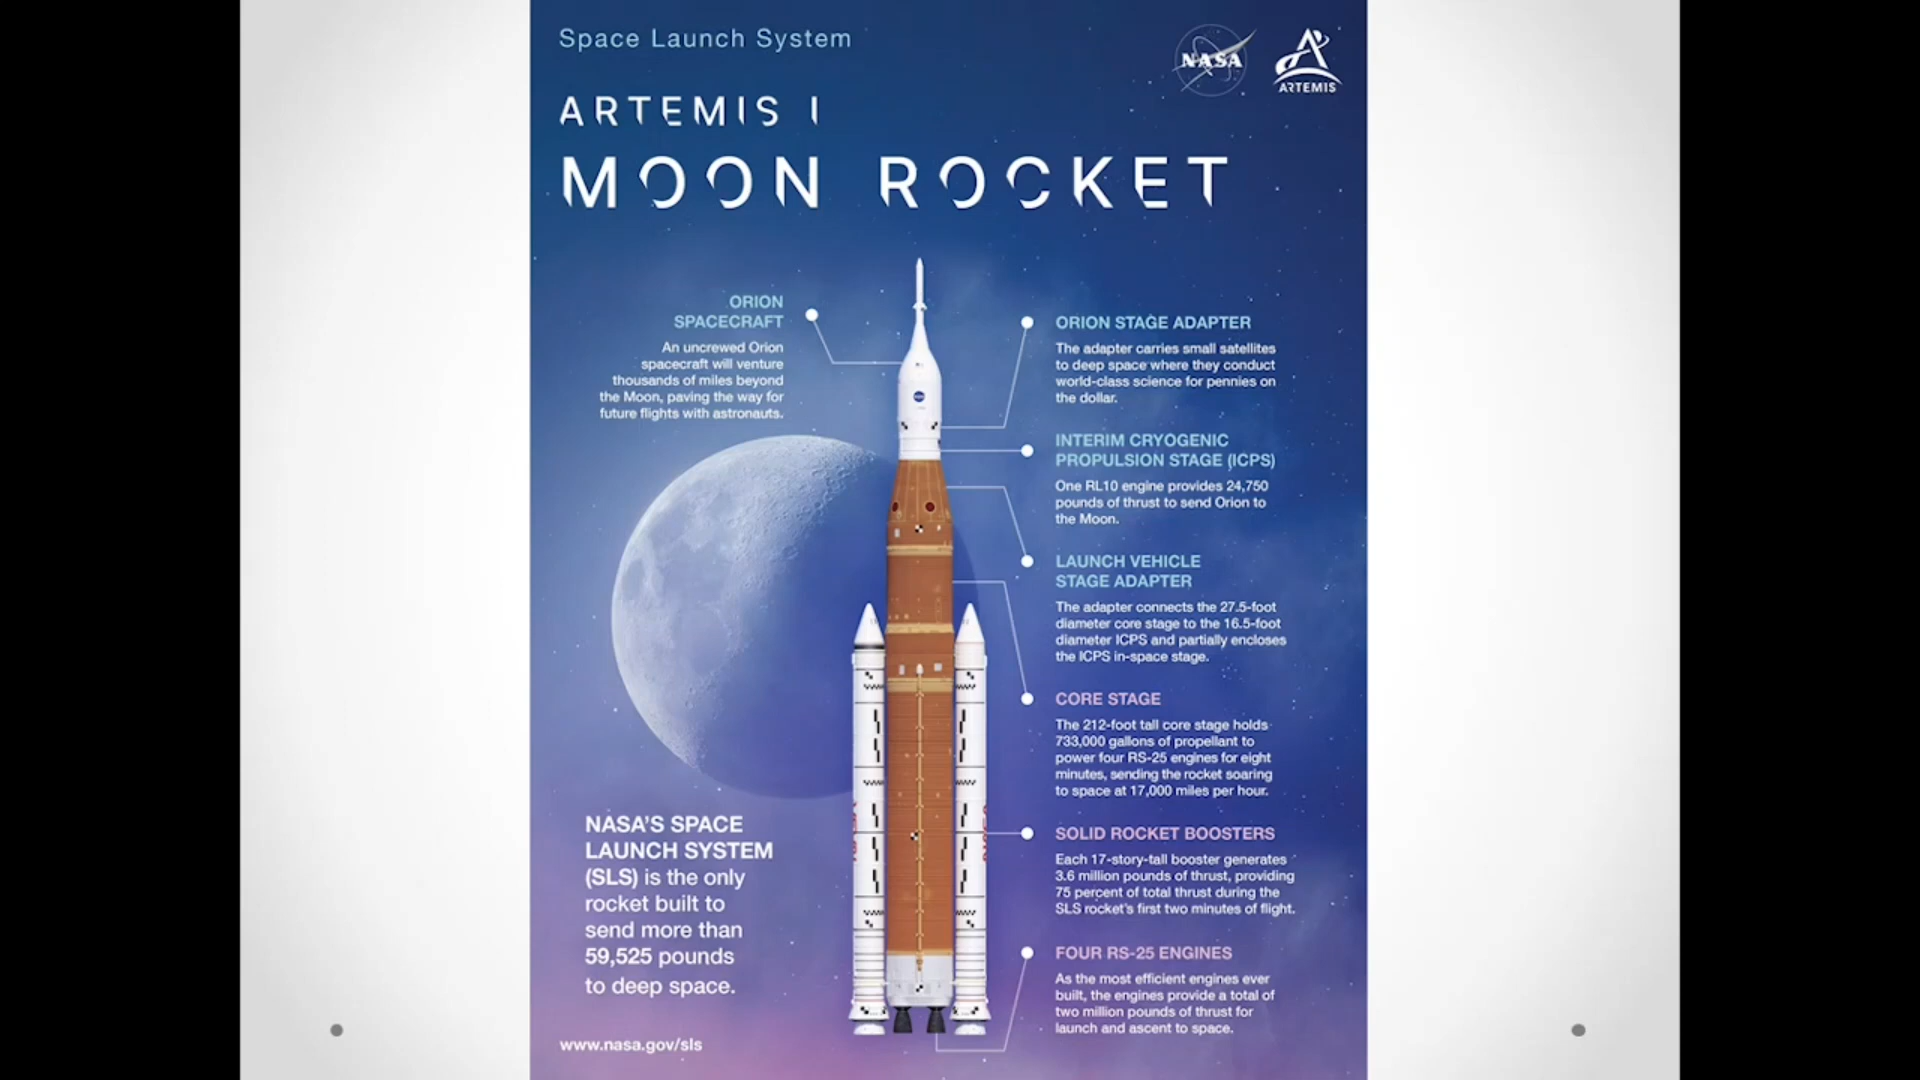 Space Launch System
NASA
ARTEMIS
ARTEMIS I
MOON ROCKET
ORION
SPACECRAFT
An uncrewed Orion
spacecraft will venture
thousands of miles beyond
the Moon, paving the way for
future flights with astronauts.
ORION STAGE ADAPTER
The adapter carries small satellites
to deep space where they conduct
world-class science for pennies on
the dollar.
INTERIM CRYOGENIC
PROPULSION STAGE (ICPS)
One RL10 engine provides 24,750
pounds of thrust to send Orion to
the Moon.
LAUNCH VEHICLE
STAGE ADAPTER
The adapter connects the 27.5-foot
diameter core stage to the 16.5-foot
diameter ICPS and partially encloses
the ICPS in-space stage.
CORE STAGE
The 212-foot tall core stage holds
733,000 gallons of propellant to
power four RS-25 engines for eight
minutes, sending the rocket soaring
to space at 17,000 miles per hour.
SOLID ROCKET BOOSTERS
Each 17-story-tall booster generates
3.6 million pounds of thrust, providing
75 percent of total thrust during the
SLS rocket's first two minutes of flight.
FOUR RS-25 ENGINES
As the most efficient engines ever
built, the engines provide a total of
two million pounds of thrust for
launch and ascent to space.
NASA'S SPACE
LAUNCH SYSTEM
(SLS) is the only
rocket built to
send more than
59,525 pounds
to deep space.
www.nasa.gov/sls